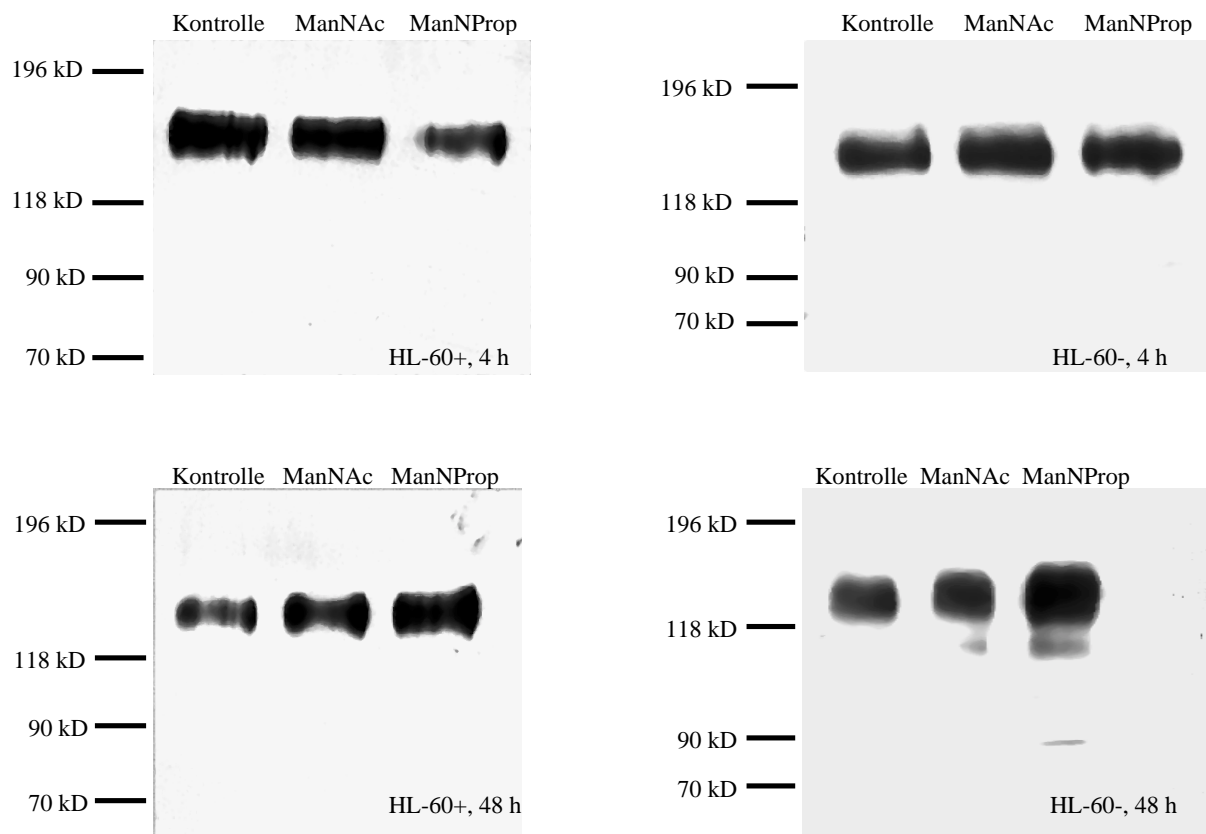 Kontrolle ManNAc ManNProp
196 kD
118 kD
90 kD
70 kD
HL-60+, 4 h
Kontrolle ManNAc ManNProp
196 kD
118 kD
90 kD
70 kD
HL-60-, 4 h
Kontrolle ManNAc ManNProp
196 kD
118 kD
90 kD
70 kD
HL-60+, 48 h
Kontrolle ManNAc ManNProp
196 kD
118 kD
90 kD
70 kD
HL-60-, 48 h